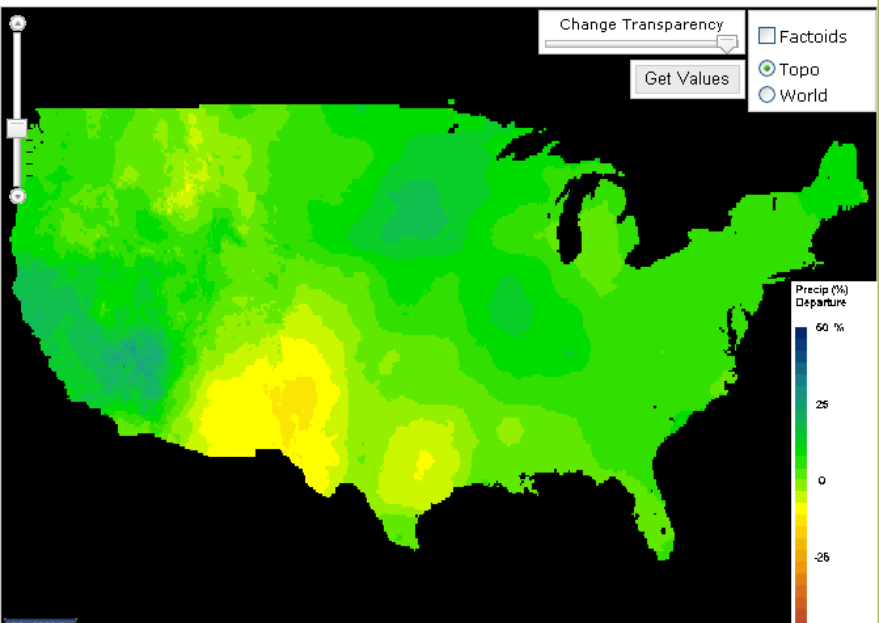 Change Transparency
Factoids
Get Values
Topo
World
Precip (%)
Departure
50 %
25
0
-25